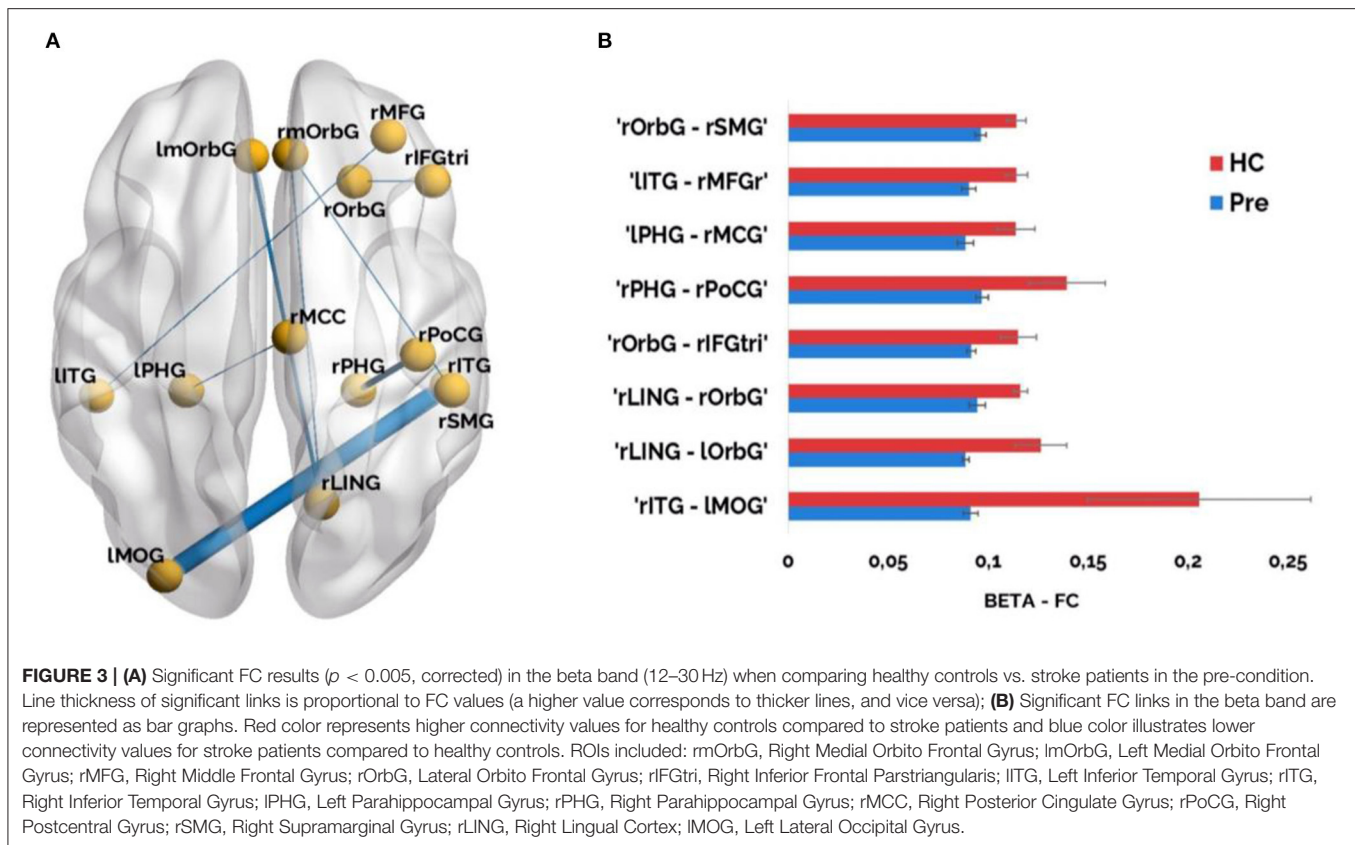 A
rMFG
rmOrbG
lmOrbG
rIFGtri
rOrbG
rMCC
rPoCG
lITG
lPHG
rPHG
rITG
rSMG
rLING
lMOG
B
'rOrbG - rSMG'
'lITG - rMFGr'
'lPHG - rMCG'
'rPHG - rPoCG'
'rOrbG - rIFGtri'
'rLING - rOrbG'
'rLING - lOrbG'
'rITG - lMOG'
HC
Pre
0 0,05 0,1 0,15 0,2 0,25
BETA - FC
FIGURE 3 | (A) Significant FC results (p < 0.005, corrected) in the beta band (12–30 Hz) when comparing healthy controls vs. stroke patients in the pre-condition.
Line thickness of significant links is proportional to FC values (a higher value corresponds to thicker lines, and vice versa); (B) Significant FC links in the beta band are
represented as bar graphs. Red color represents higher connectivity values for healthy controls compared to stroke patients and blue color illustrates lower
connectivity values for stroke patients compared to healthy controls. ROIs included: rmOrbG, Right Medial Orbito Frontal Gyrus; lmOrbG, Left Medial Orbito Frontal
Gyrus; rMFG, Right Middle Frontal Gyrus; rOrbG, Lateral Orbito Frontal Gyrus; rIFGtri, Right Inferior Frontal Parstriangularis; lITG, Left Inferior Temporal Gyrus; rITG,
Right Inferior Temporal Gyrus; lPHG, Left Parahippocampal Gyrus; rPHG, Right Parahippocampal Gyrus; rMCC, Right Posterior Cingulate Gyrus; rPoCG, Right
Postcentral Gyrus; rSMG, Right Supramarginal Gyrus; rLING, Right Lingual Cortex; lMOG, Left Lateral Occipital Gyrus.